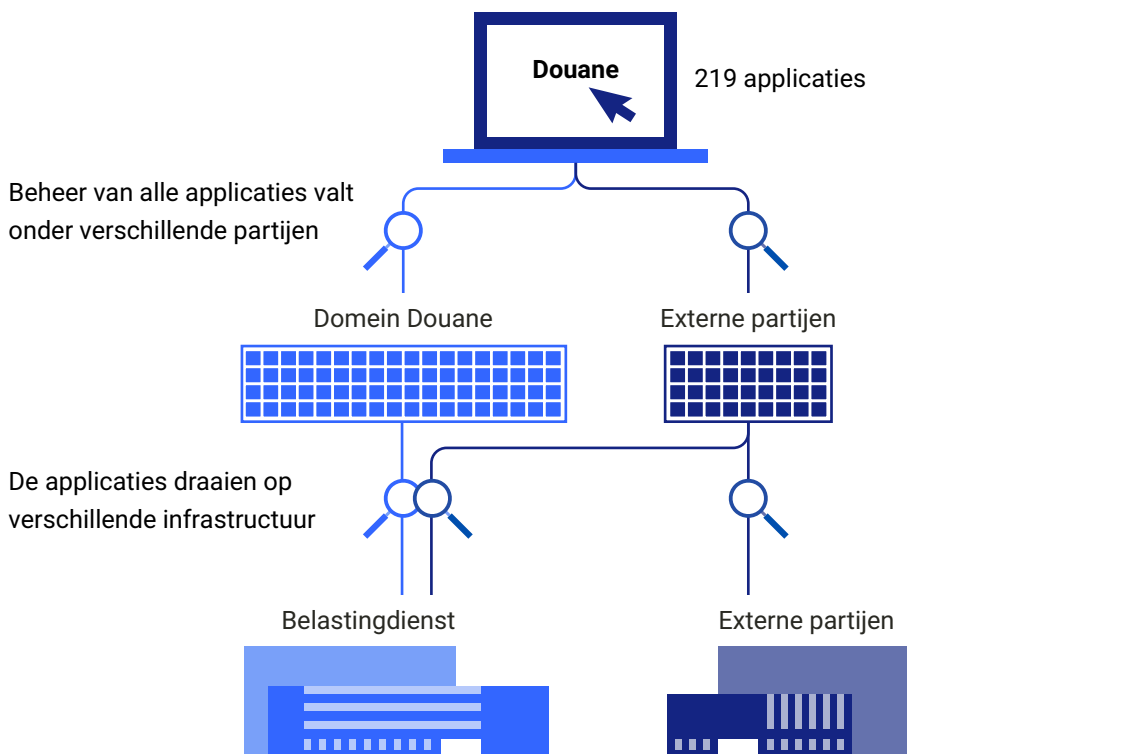 Douane
219 applicaties
Beheer van alle applicaties valt
onder verschillende partijen
Domein Douane
Externe partijen
De applicaties draaien op
verschillende infrastructuur
Belastingdienst
Externe partijen